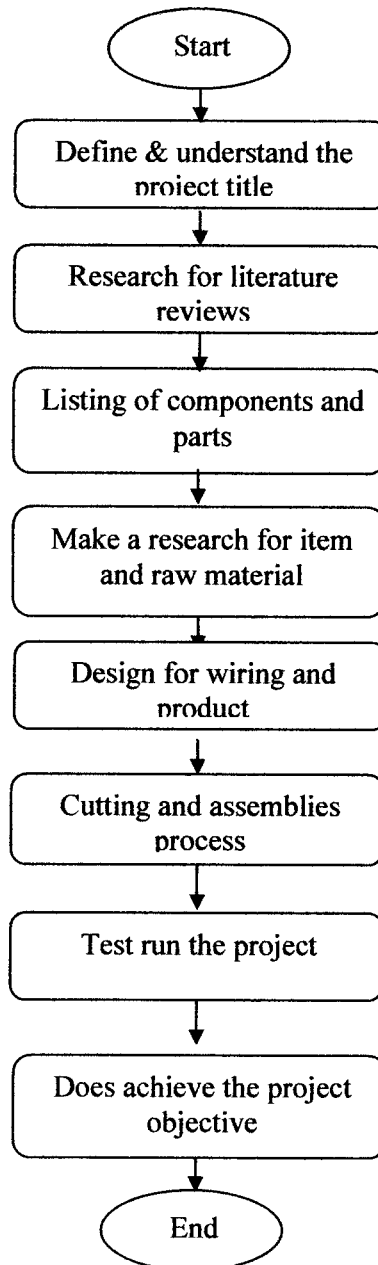 Start
Define & understand the
project title
Research for literature
reviews
Listing of components and
parts
Make a research for item
and raw material
Design for wiring and
product
Cutting and assemblies
process
Test run the project
Does achieve the project
objective
End